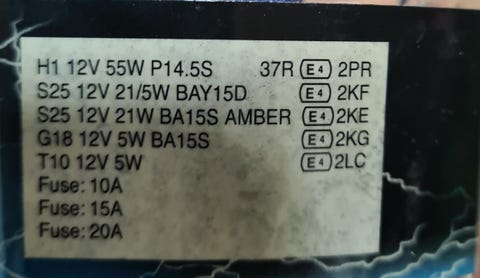 H1 12V 55W P14.5S 37R E4 2PR
S25 12V 21/5W BAY15D E4 2KF
S25 12V 21W BA15S AMBER E4 2KE
G18 12V 5W BA15S E4 2KG
T10 12V 5W E4 2LC
Fuse: 10A
Fuse: 15A
Fuse: 20A